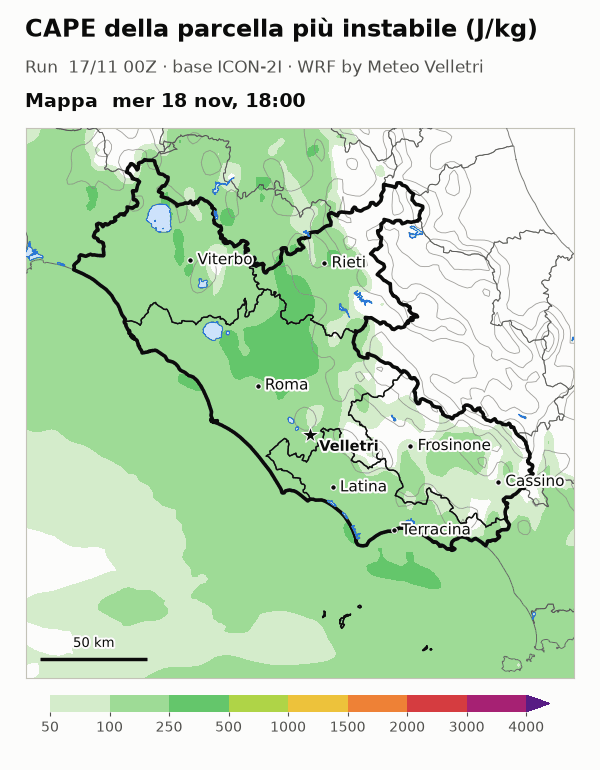 CAPE della parcella più instabile (J/kg)
Run  17/11 00Z · base ICON-2I · WRF by Meteo Velletri
Mappa  mer 18 nov, 18:00
Viterbo
Rieti
Roma
Velletri
Frosinone
Cassino
Latina
Terracina
50 km
50 100 250 500 1000 1500 2000 3000 4000